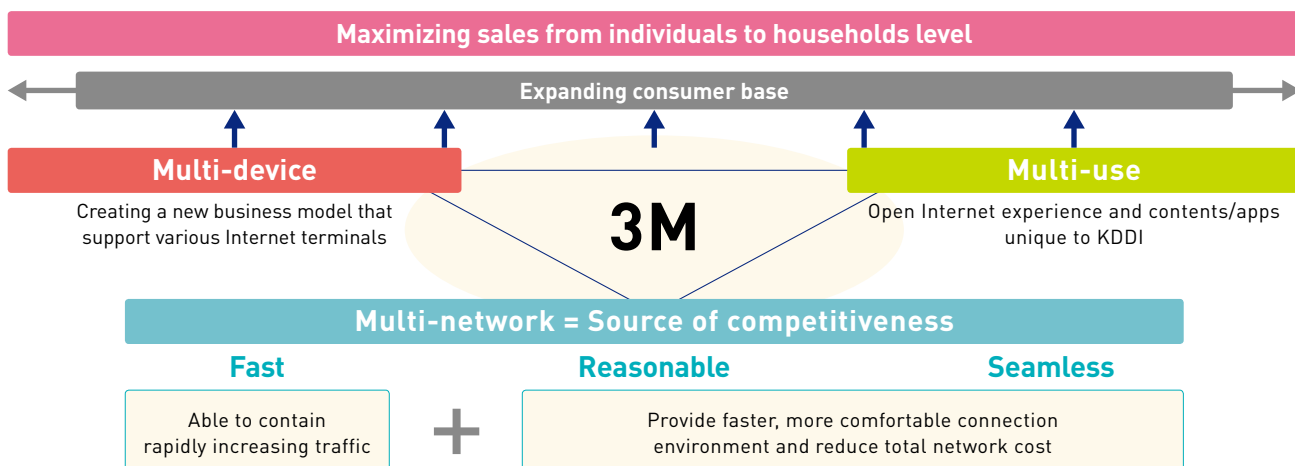 Maximizing sales from individuals to households level
Expanding consumer base
Multi-device
Creating a new business model that
support various Internet terminals
3M
Multi-use
Open Internet experience and contents/apps
unique to KDDI
Multi-network = Source of competitiveness
Fast
Reasonable
Seamless
Able to contain
rapidly increasing traffic
+
Provide faster, more comfortable connection
environment and reduce total network cost